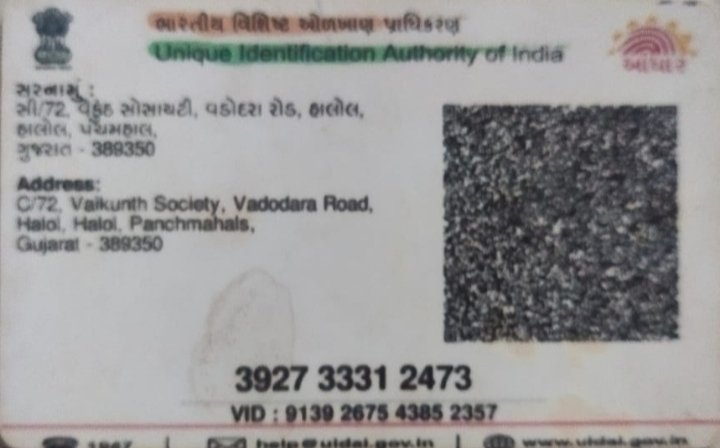 ભારતીય વિશિષ્ટ ઓળખાણ પ્રાધિકરણ
Unique Identification Authority of India
આધાર
સરનામું :
સી/72, વૈકુંઠ સોસાયટી, વડોદરા રોડ, હાલોલ,
હાલોલ, પંચમહાલ,
ગુજરાત - 389350
Address:
C/72, Vaikunth Society, Vadodara Road,
Halol, Halol, Panchmahals,
Gujarat - 389350
3927 3331 2473
VID : 9139 2675 4385 2357
1947 | help@uidai.gov.in | www.uidai.gov.in